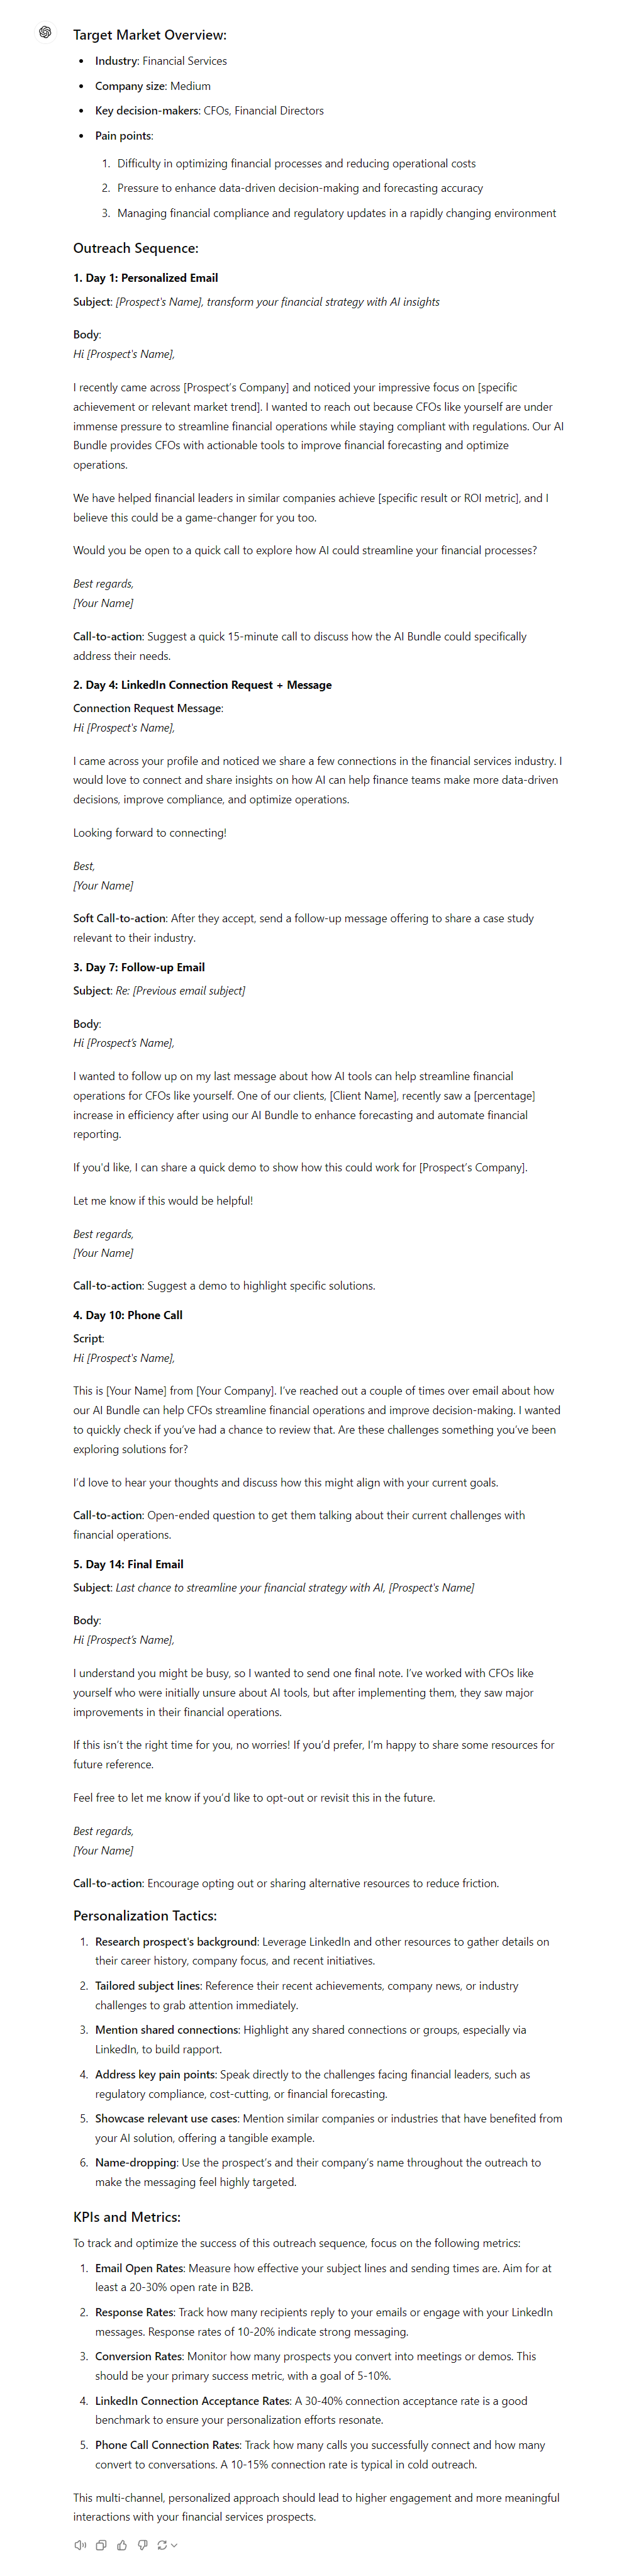 Target Market Overview:
• Industry: Financial Services
• Company size: Medium
• Key decision-makers: CFOs, Financial Directors
• Pain points:
1. Difficulty in optimizing financial processes and reducing operational costs
2. Pressure to enhance data-driven decision-making and forecasting accuracy
3. Managing financial compliance and regulatory updates in a rapidly changing environment
Outreach Sequence:
1. Day 1: Personalized Email
Subject: [Prospect's Name], transform your financial strategy with AI insights
Body:
Hi [Prospect's Name],
I recently came across [Prospect's Company] and noticed your impressive focus on [specific
achievement or relevant market trend]. I wanted to reach out because CFOs like yourself are under
immense pressure to streamline financial operations while staying compliant with regulations. Our AI
Bundle provides CFOs with actionable tools to improve financial forecasting and optimize
operations.
We have helped financial leaders in similar companies achieve [specific result or ROI metric], and I
believe this could be a game-changer for you too.
Would you be open to a quick call to explore how AI could streamline your financial processes?
Best regards,
[Your Name]
Call-to-action: Suggest a quick 15-minute call to discuss how the AI Bundle could specifically
address their needs.
2. Day 4: LinkedIn Connection Request + Message
Connection Request Message:
Hi [Prospect's Name],
I came across your profile and noticed we share a few connections in the financial services industry. I
would love to connect and share insights on how AI can help finance teams make more data-driven
decisions, improve compliance, and optimize operations.
Looking forward to connecting!
Best,
[Your Name]
Soft Call-to-action: After they accept, send a follow-up message offering to share a case study
relevant to their industry.
3. Day 7: Follow-up Email
Subject: Re: [Previous email subject]
Body:
Hi [Prospect's Name],
I wanted to follow up on my last message about how AI tools can help streamline financial
operations for CFOs like yourself. One of our clients, [Client Name], recently saw a [percentage]
increase in efficiency after using our AI Bundle to enhance forecasting and automate financial
reporting.
If you'd like, I can share a quick demo to show how this could work for [Prospect's Company].
Let me know if this would be helpful!
Best regards,
[Your Name]
Call-to-action: Suggest a demo to highlight specific solutions.
4. Day 10: Phone Call
Script:
Hi [Prospect's Name],
This is [Your Name] from [Your Company]. I've reached out a couple of times over email about how
our AI Bundle can help CFOs streamline financial operations and improve decision-making. I wanted
to quickly check if you've had a chance to review that. Are these challenges something you've been
exploring solutions for?
I'd love to hear your thoughts and discuss how this might align with your current goals.
Call-to-action: Open-ended question to get them talking about their current challenges with
financial operations.
5. Day 14: Final Email
Subject: Last chance to streamline your financial strategy with AI, [Prospect's Name]
Body:
Hi [Prospect's Name],
I understand you might be busy, so I wanted to send one final note. I've worked with CFOs like
yourself who were initially unsure about AI tools, but after implementing them, they saw major
improvements in their financial operations.
If this isn't the right time for you, no worries! If you'd prefer, I'm happy to share some resources for
future reference.
Feel free to let me know if you'd like to opt-out or revisit this in the future.
Best regards,
[Your Name]
Call-to-action: Encourage opting out or sharing alternative resources to reduce friction.
Personalization Tactics:
1. Research prospect's background: Leverage LinkedIn and other resources to gather details on
their career history, company focus, and recent initiatives.
2. Tailored subject lines: Reference their recent achievements, company news, or industry
challenges to grab attention immediately.
3. Mention shared connections: Highlight any shared connections or groups, especially via
LinkedIn, to build rapport.
4. Address key pain points: Speak directly to the challenges facing financial leaders, such as
regulatory compliance, cost-cutting, or financial forecasting.
5. Showcase relevant use cases: Mention similar companies or industries that have benefited from
your AI solution, offering a tangible example.
6. Name-dropping: Use the prospect's and their company's name throughout the outreach to
make the messaging feel highly targeted.
KPIs and Metrics:
To track and optimize the success of this outreach sequence, focus on the following metrics:
1. Email Open Rates: Measure how effective your subject lines and sending times are. Aim for at
least a 20-30% open rate in B2B.
2. Response Rates: Track how many recipients reply to your emails or engage with your LinkedIn
messages. Response rates of 10-20% indicate strong messaging.
3. Conversion Rates: Monitor how many prospects you convert into meetings or demos. This
should be your primary success metric, with a goal of 5-10%.
4. LinkedIn Connection Acceptance Rates: A 30-40% connection acceptance rate is a good
benchmark to ensure your personalization efforts resonate.
5. Phone Call Connection Rates: Track how many calls you successfully connect and how many
convert to conversations. A 10-15% connection rate is typical in cold outreach.
This multi-channel, personalized approach should lead to higher engagement and more meaningful
interactions with your financial services prospects.